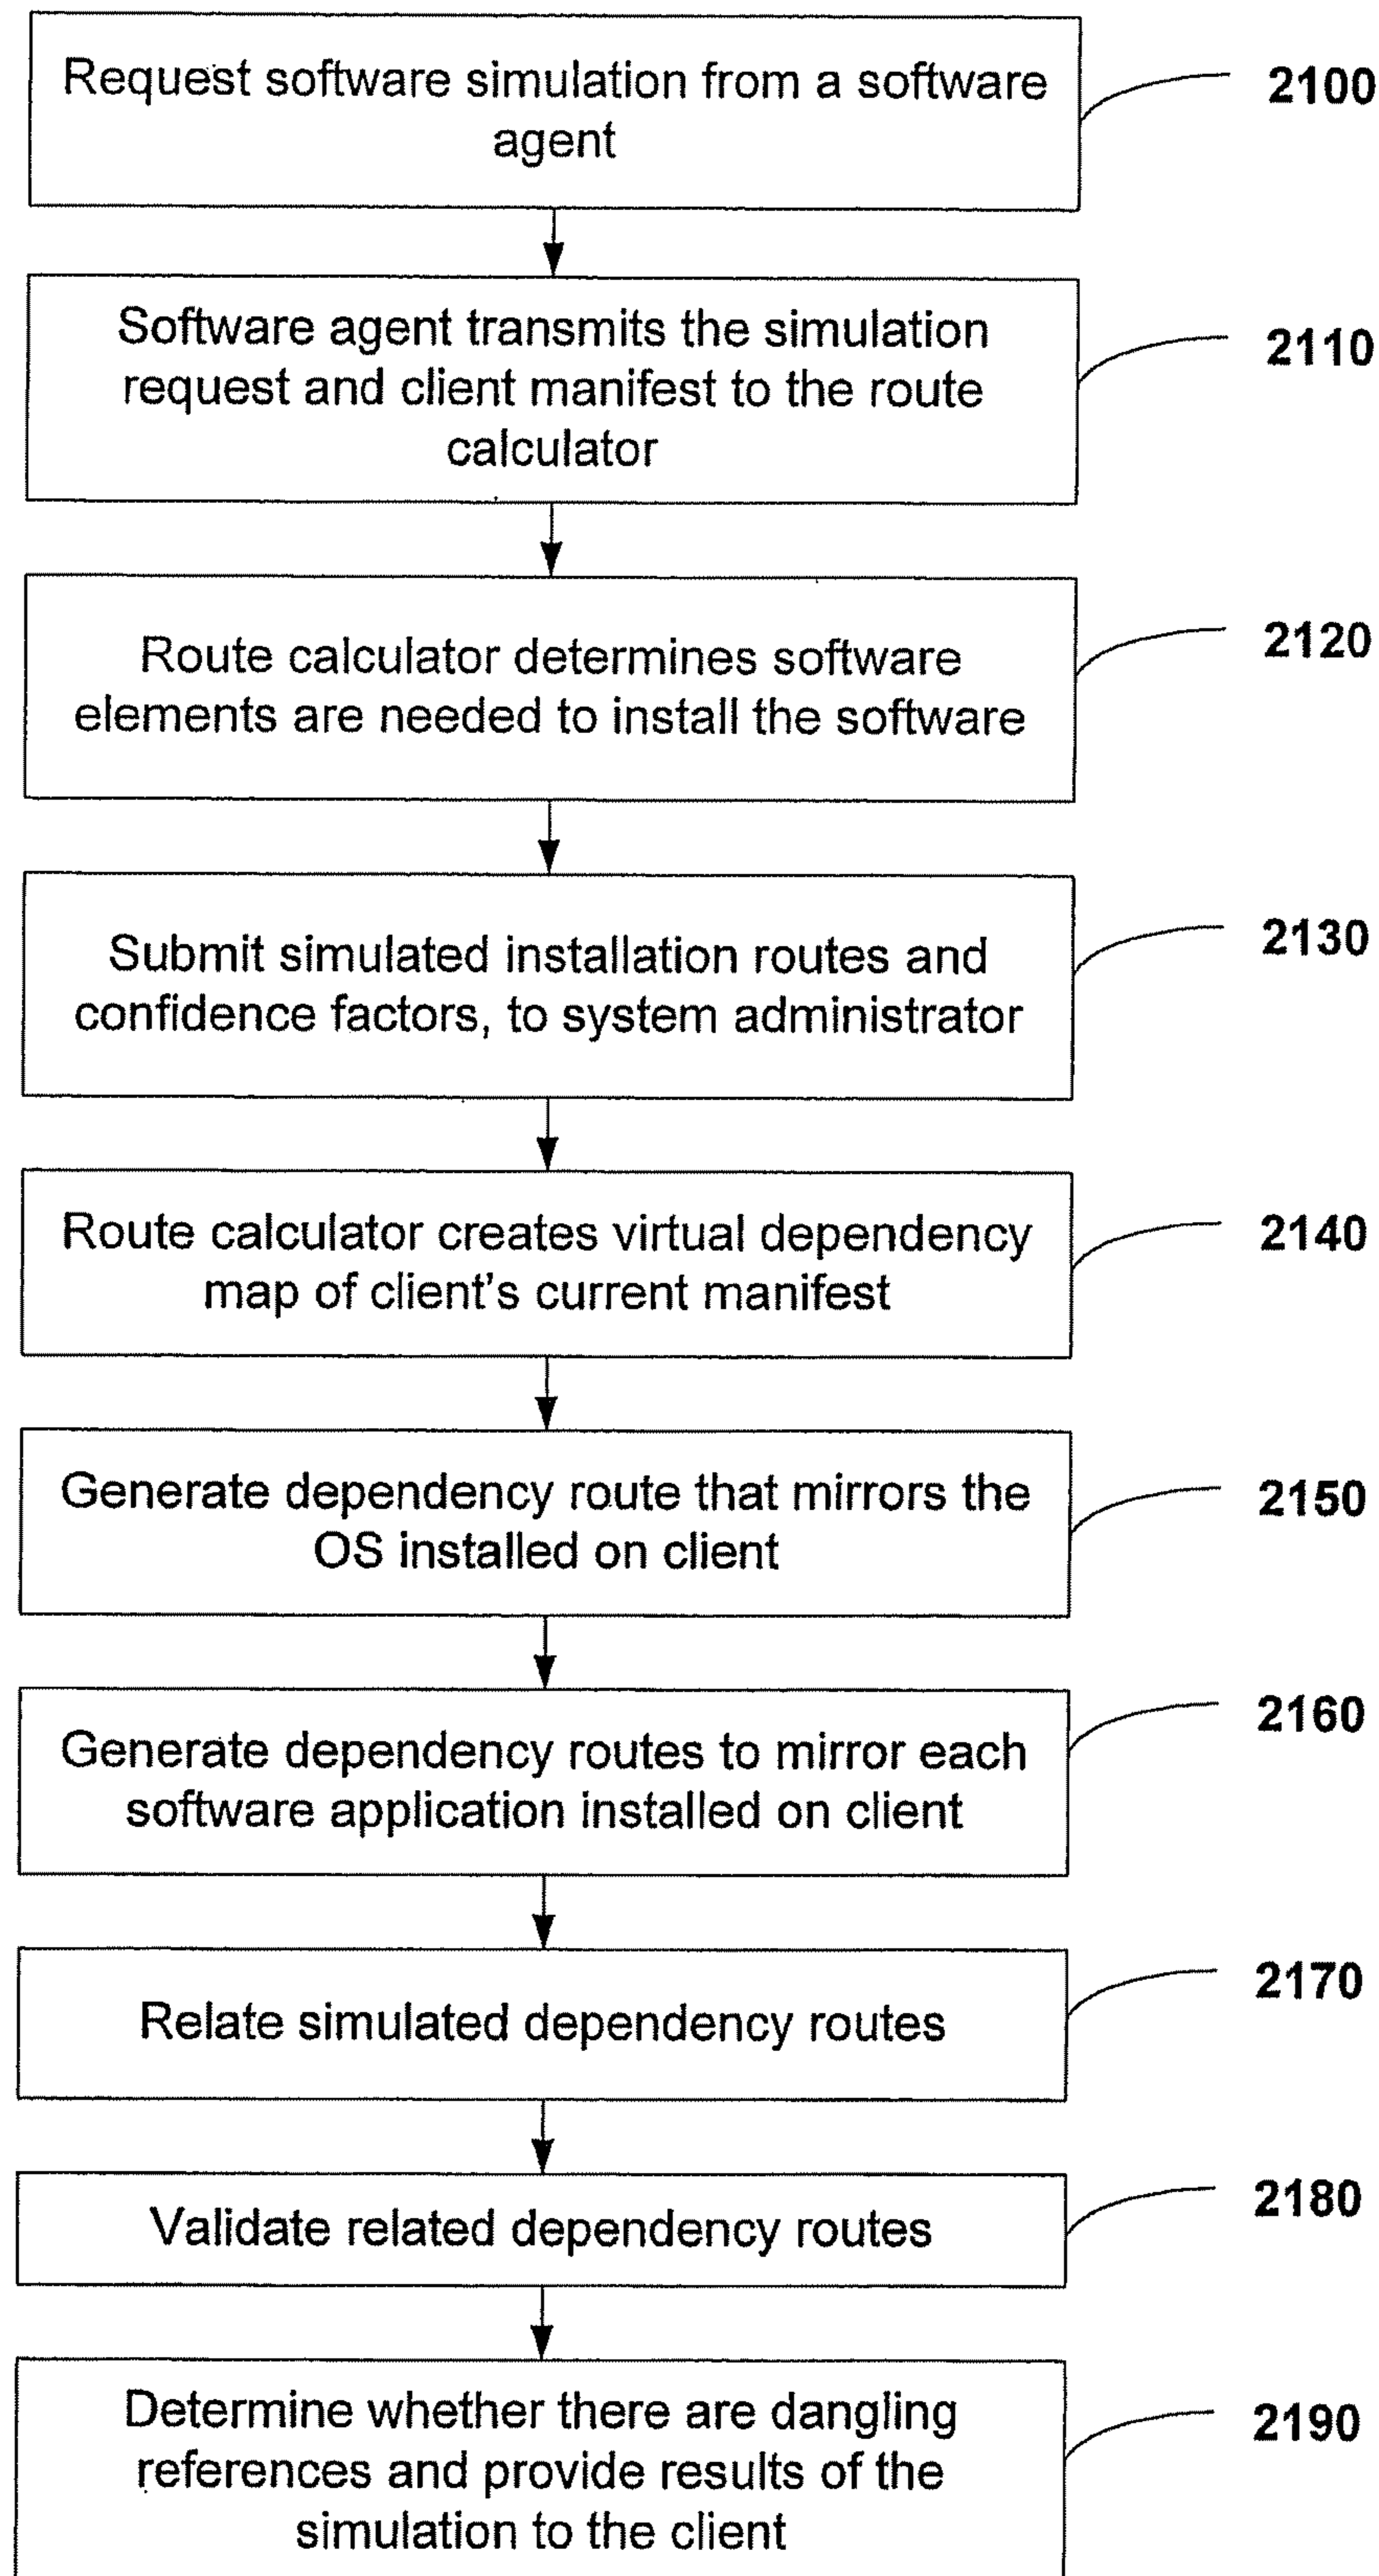 Request software simulation from a software
agent
2100
Software agent transmits the simulation
request and client manifest to the route
calculator
2110
Route calculator determines software
elements are needed to install the software
2120
Submit simulated installation routes and
confidence factors, to system administrator
2130
Route calculator creates virtual dependency
map of client's current manifest
2140
Generate dependency route that mirrors the
OS installed on client
2150
Generate dependency routes to mirror each
software application installed on client
2160
Relate simulated dependency routes
2170
Validate related dependency routes
2180
Determine whether there are dangling
references and provide results of the
simulation to the client
2190